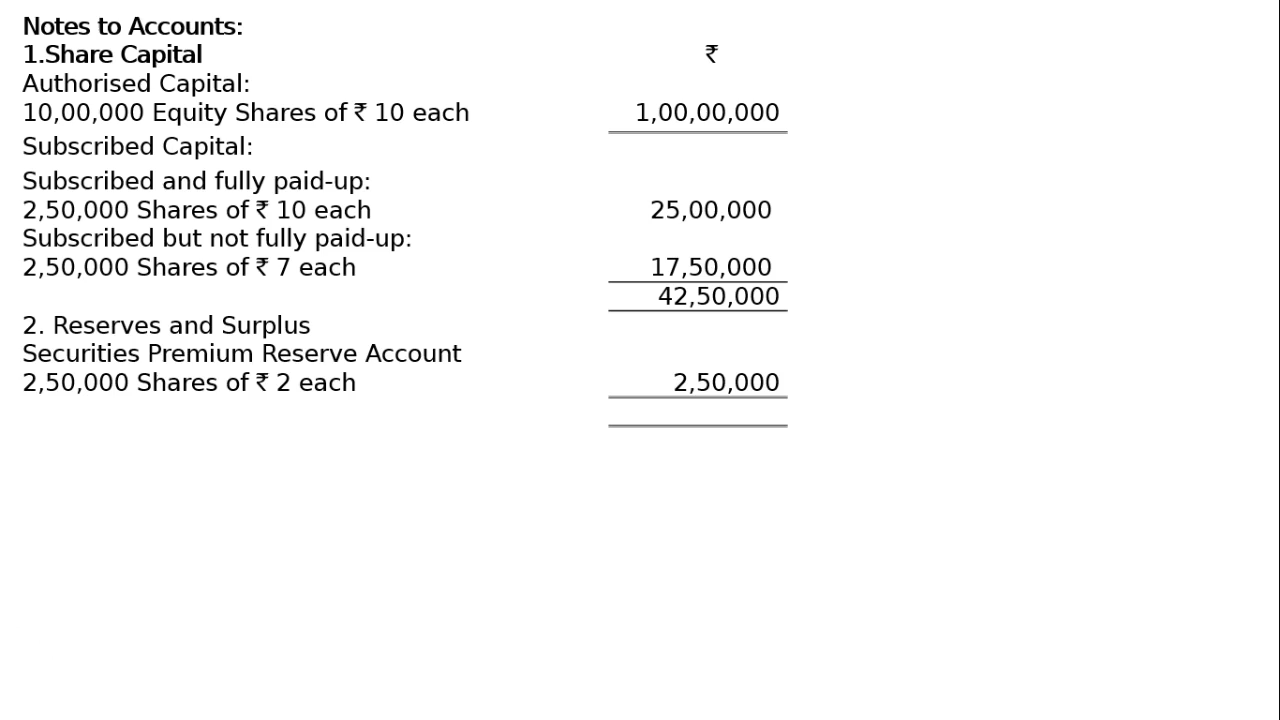 Notes to Accounts:
1.Share Capital ₹
Authorised Capital:
10,00,000 Equity Shares of ₹ 10 each 1,00,00,000
Subscribed Capital:
Subscribed and fully paid-up:
2,50,000 Shares of ₹ 10 each 25,00,000
Subscribed but not fully paid-up:
2,50,000 Shares of ₹ 7 each 17,50,000
42,50,000
2. Reserves and Surplus
Securities Premium Reserve Account
2,50,000 Shares of ₹ 2 each 2,50,000